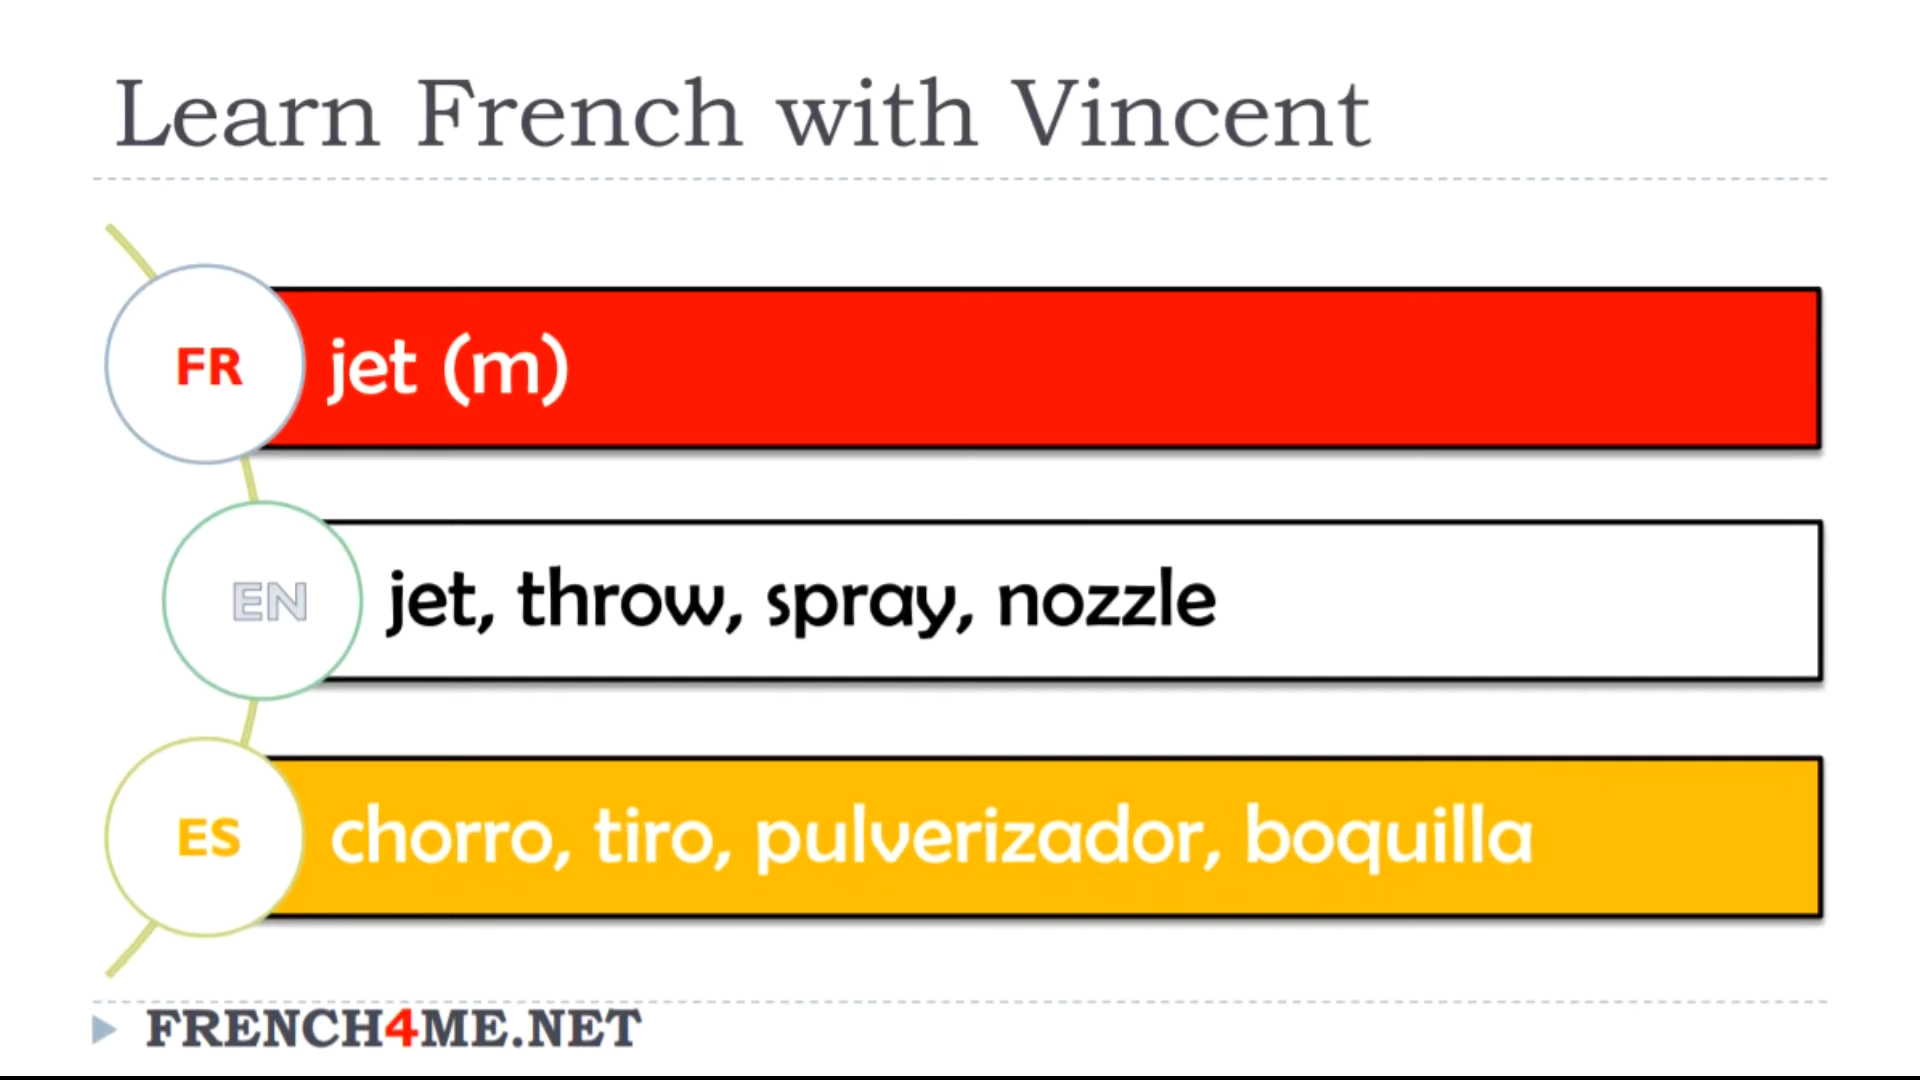 Learn French with Vincent
FR
jet (m)
EN
jet, throw, spray, nozzle
ES
chorro, tiro, pulverizador, boquilla
FRENCH4ME.NET